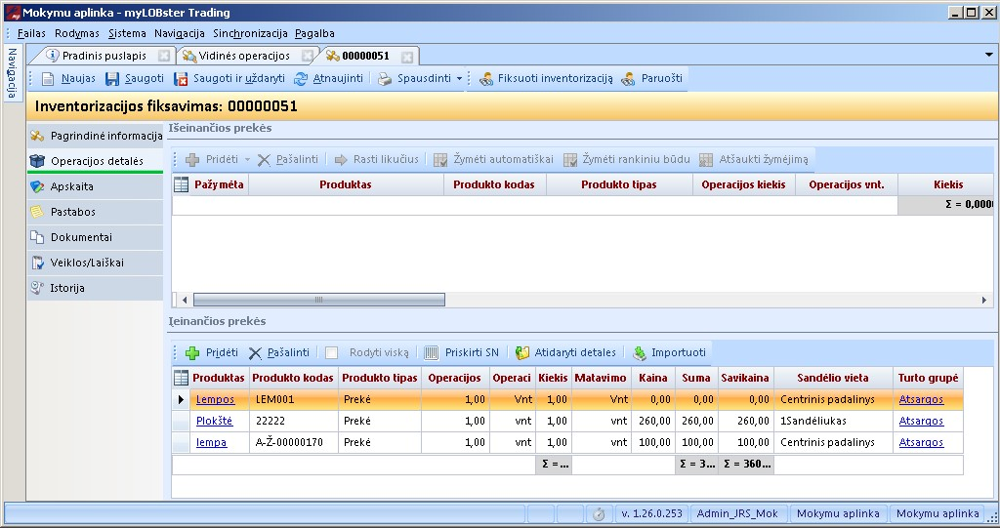 Mokymu aplinka - myLOBster Trading
Failas Rodymas Sistema Navigacija Sinchronizacija Pagalba
Navigacija
Pradinis puslapis Vidinės operacijos 00000051
Naujas Saugoti Saugoti ir uždaryti Atnaujinti Spausdinti Fiksuoti inventorizaciją Paruošti
Inventorizacijos fiksavimas: 00000051
Pagrindinė informacija
Operacijos detalės
Apskaita
Pastabos
Dokumentai
Veiklos/Laiškai
Istorija
Išeinančios prekės
Pridėti Pašalinti Rasti likučius Žymėti automatiškai Žymėti rankiniu būdu Atšaukti žymėjimą
Pažymėta Produktas Produkto kodas Produkto tipas Operacijos kiekis Operacijos vnt. Kiekis
Σ = 0,000
Įeinančios prekės
Pridėti Pašalinti Rodyti viską Priskirti SN Atidaryti detales Importuoti
Produktas Produkto kodas Produkto tipas Operacijos Operaci Kiekis Matavimo Kaina Suma Savikaina Sandėlio vieta Turto grupė
Lempos LEM001 Prekė 1,00 Vnt 1,00 Vnt 0,00 0,00 0,00 Centrinis padalinys Atsargos
Plokštė 22222 Prekė 1,00 vnt 1,00 vnt 260,00 260,00 260,00 1Sandėliukas Atsargos
lempa A-Ž-00000170 Prekė 1,00 vnt 1,00 vnt 100,00 100,00 100,00 Centrinis padalinys Atsargos
Σ =... Σ = 3... Σ = 360...
v. 1.26.0.253 Admin_JRS_Mok Mokymu aplinka Mokymu aplinka